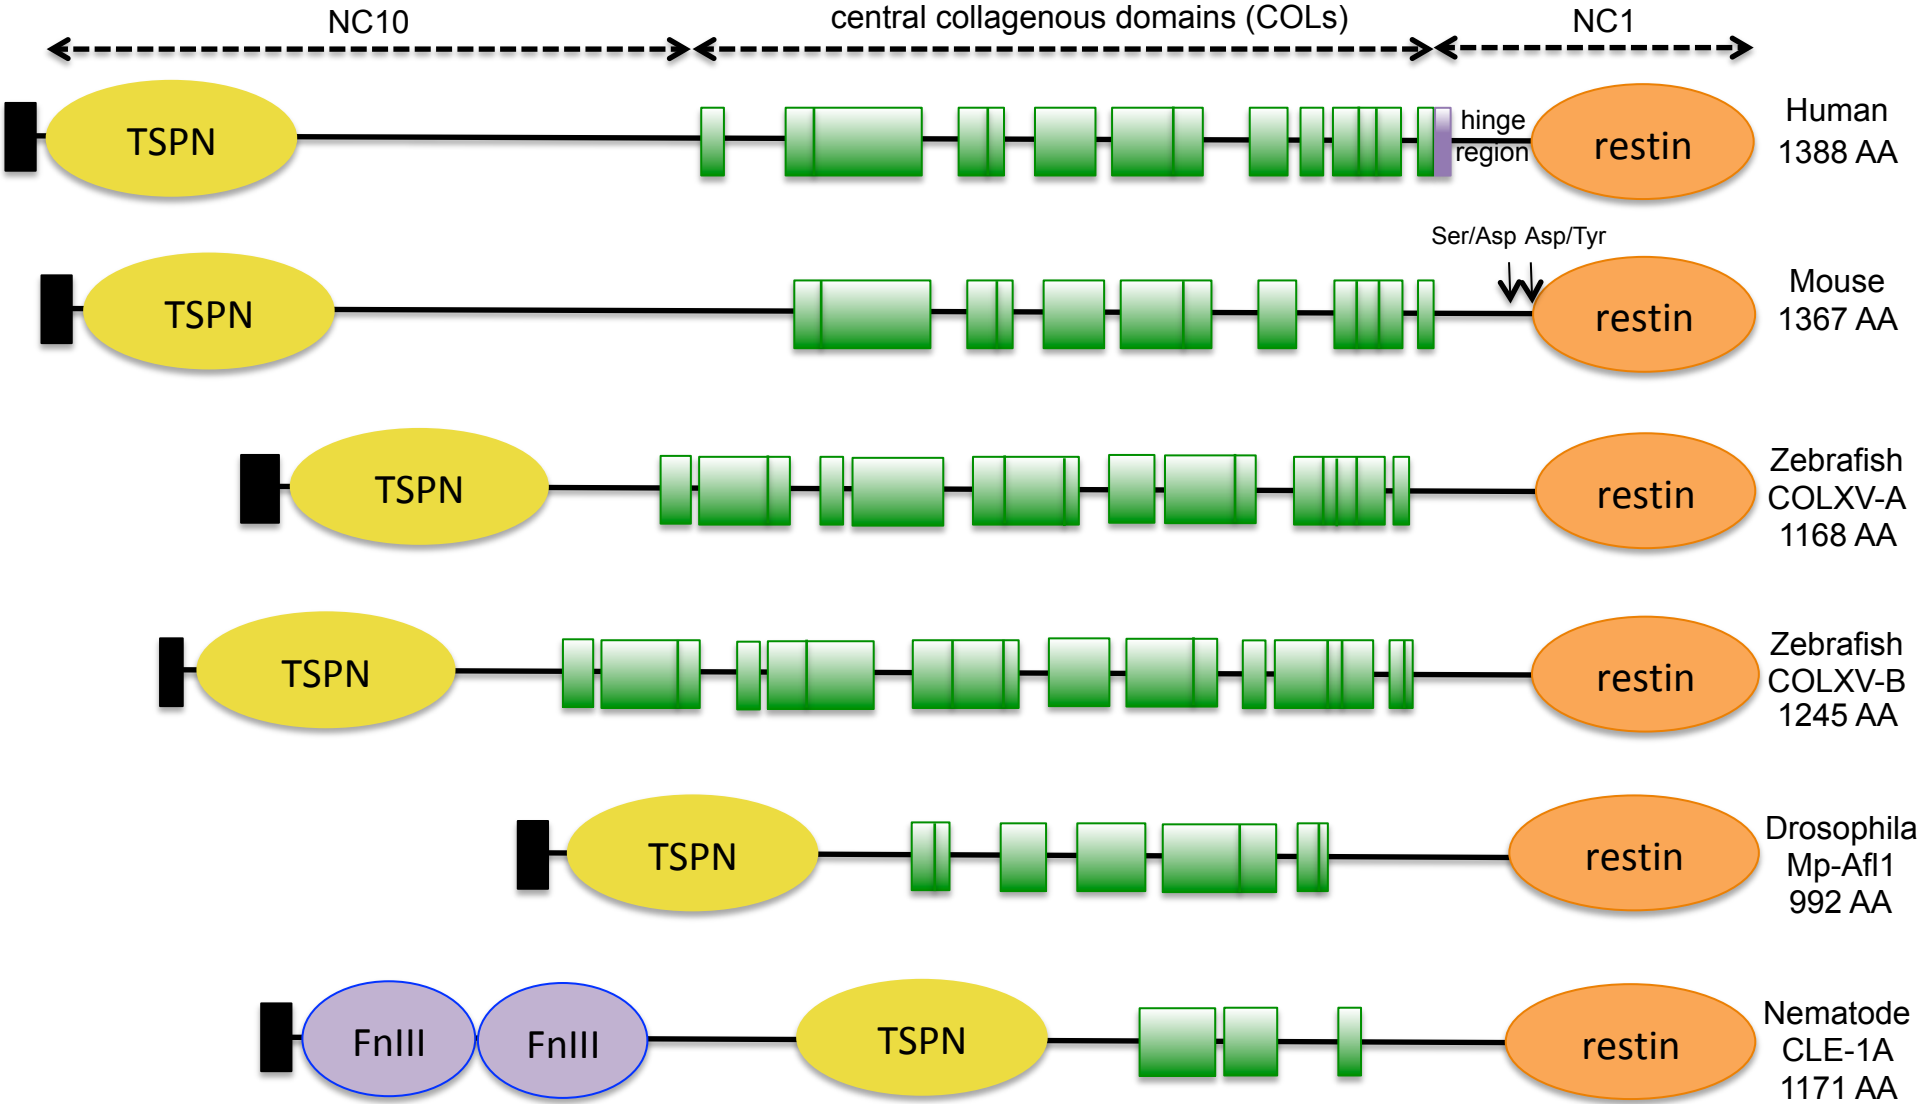 NC10
central collagenous domains (COLs)
NC1
TSPN
hinge
region
restin
Human
1388 AA
Ser/Asp Asp/Tyr
TSPN
restin
Mouse
1367 AA
TSPN
restin
Zebrafish
COLXV-A
1168 AA
TSPN
restin
Zebrafish
COLXV-B
1245 AA
TSPN
restin
Drosophila
Mp-Afl1
992 AA
FnIII
FnIII
TSPN
restin
Nematode
CLE-1A
1171 AA